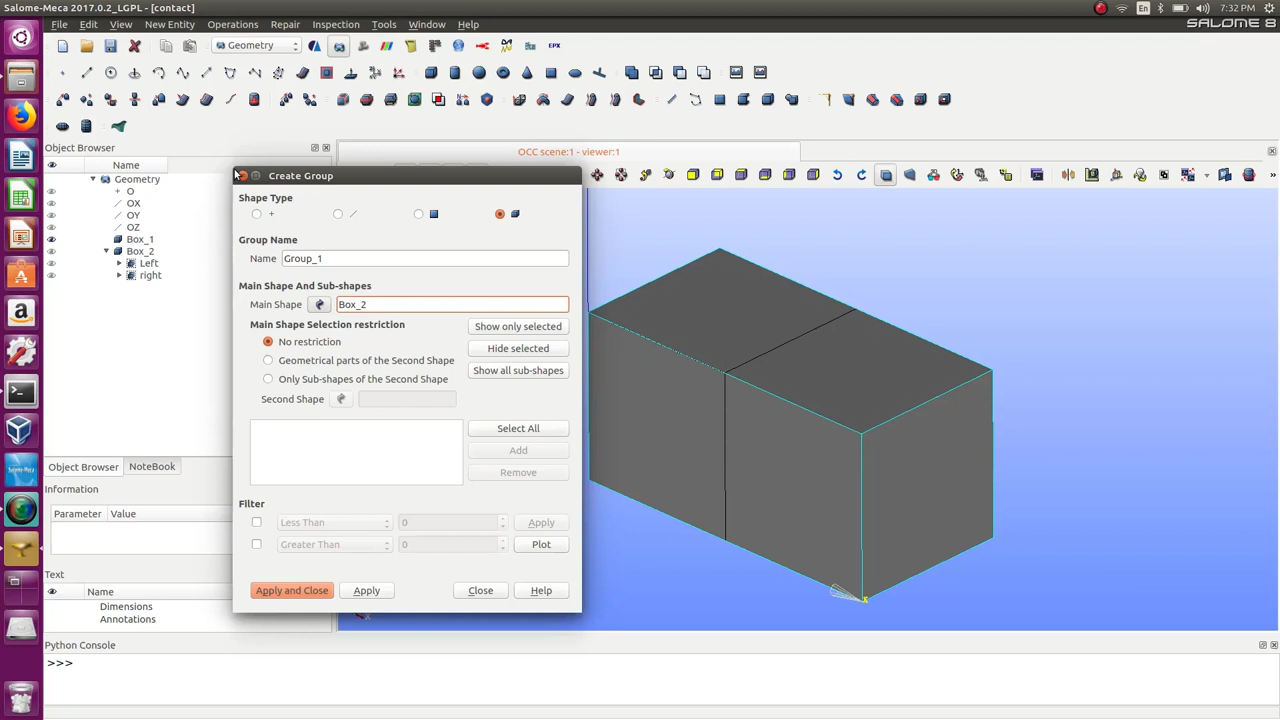 Salome-Meca 2017.0.2_LGPL - [contact]
En
7:32 PM
File Edit View New Entity Operations Repair Inspection Tools Window Help
SALOME 8
Geometry
EPX
Object Browser
OCC scene:1 - viewer:1
Name
Geometry
O
OX
OY
OZ
Box_1
Box_2
Left
right
Create Group
Shape Type
Group Name
Name Group_1
Main Shape And Sub-shapes
Main Shape Box_2
Main Shape Selection restriction
Show only selected
No restriction
Hide selected
Geometrical parts of the Second Shape
Show all sub-shapes
Only Sub-shapes of the Second Shape
Second Shape
Select All
Add
Remove
Filter
Less Than 0 Apply
Greater Than 0 Plot
Apply and Close Apply Close Help
Object Browser NoteBook
Information
Parameter Value
Text
Name
Dimensions
Annotations
Python Console
>>>